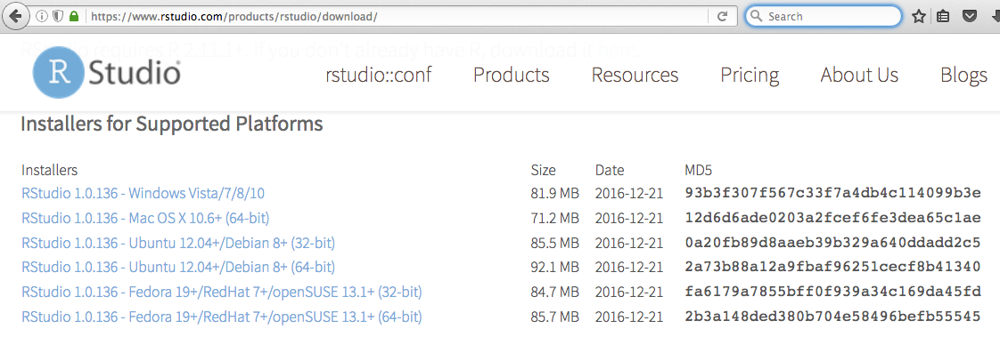 https://www.rstudio.com/products/rstudio/download/
Search
RStudio requires R 2.11.1+. If you don't already have R, download it here.
R Studio
rstudio::conf Products Resources Pricing About Us Blogs
Installers for Supported Platforms
Installers Size Date MD5
RStudio 1.0.136 - Windows Vista/7/8/10 81.9 MB 2016-12-21 93b3f307f567c33f7a4db4c114099b3e
RStudio 1.0.136 - Mac OS X 10.6+ (64-bit) 71.2 MB 2016-12-21 12d6d6ade0203a2fcef6fe3dea65c1ae
RStudio 1.0.136 - Ubuntu 12.04+/Debian 8+ (32-bit) 85.5 MB 2016-12-21 0a20fb89d8aaeb39b329a640ddadd2c5
RStudio 1.0.136 - Ubuntu 12.04+/Debian 8+ (64-bit) 92.1 MB 2016-12-21 2a73b88a12a9fbaf96251cecf8b41340
RStudio 1.0.136 - Fedora 19+/RedHat 7+/openSUSE 13.1+ (32-bit) 84.7 MB 2016-12-21 fa6179a7855bff0f939a34c169da45fd
RStudio 1.0.136 - Fedora 19+/RedHat 7+/openSUSE 13.1+ (64-bit) 85.7 MB 2016-12-21 2b3a148ded380b704e58496befb55545